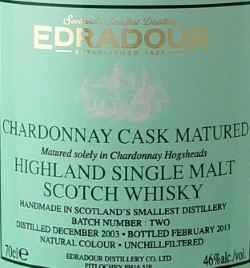 Scotland's Smallest Distillery
EDRADOUR
ESTABLISHED 1825
CHARDONNAY CASK MATURED
Matured solely in Chardonnay Hogsheads
HIGHLAND SINGLE MALT
SCOTCH WHISKY
HANDMADE IN SCOTLAND'S SMALLEST DISTILLERY
BATCH NUMBER : TWO
DISTILLED DECEMBER 2003 • BOTTLED FEBRUARY 2013
NATURAL COLOUR • UNCHILLFILTERED
70cl ℮ EDRADOUR DISTILLERY CO LTD 46%alc/vol
PITLOCHRY PH16 5JP